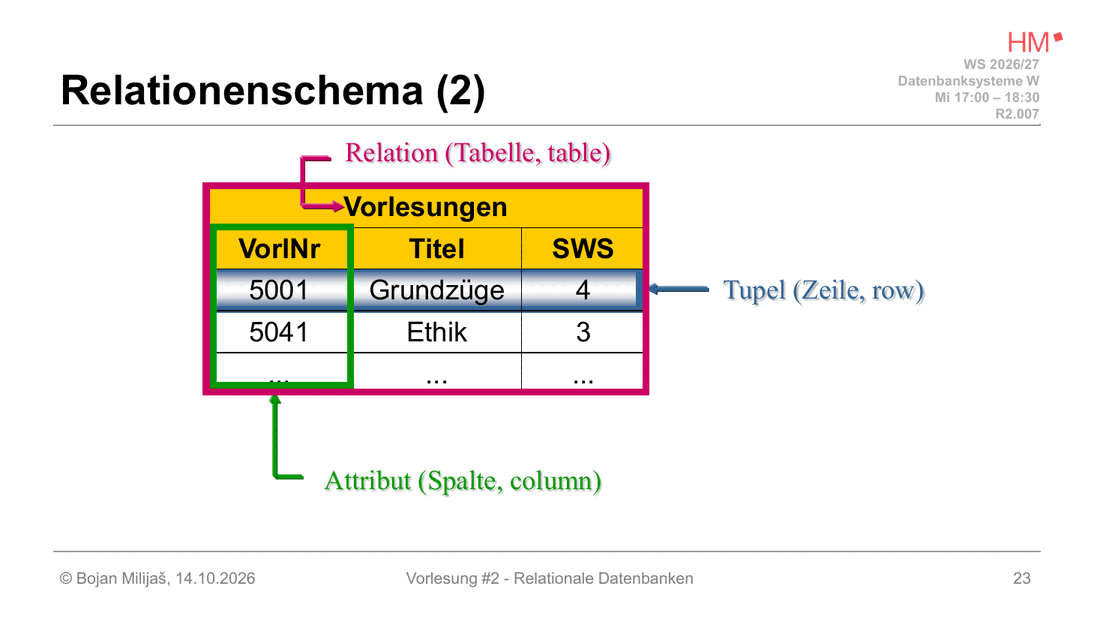 HM
WS 2026/27
Datenbanksysteme W
Mi 17:00 – 18:30
R2.007
Relationenschema (2)
Relation (Tabelle, table)
Vorlesungen
VorlNr Titel SWS
5001 Grundzüge 4
Tupel (Zeile, row)
5041 Ethik 3
... ... ...
Attribut (Spalte, column)
© Bojan Milijaš, 14.10.2026 Vorlesung #2 - Relationale Datenbanken 23